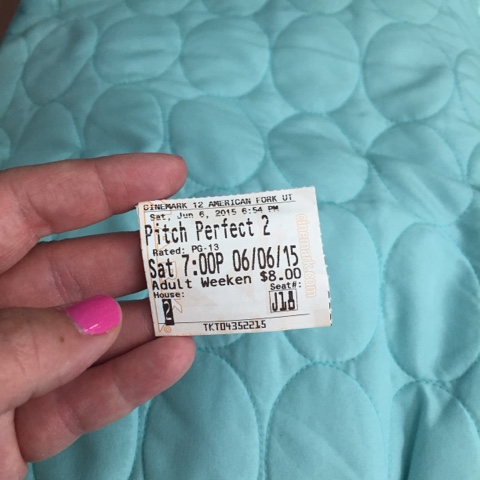 CINEMARK 12 AMERICAN FORK UT
Sat, Jun 6, 2015 6:54 PM
Pitch Perfect 2
Rated: PG-13
Sat 7:00P 06/06/15
Adult Weeken $8.00
House: Seat#:
2 J18
TKT04352215